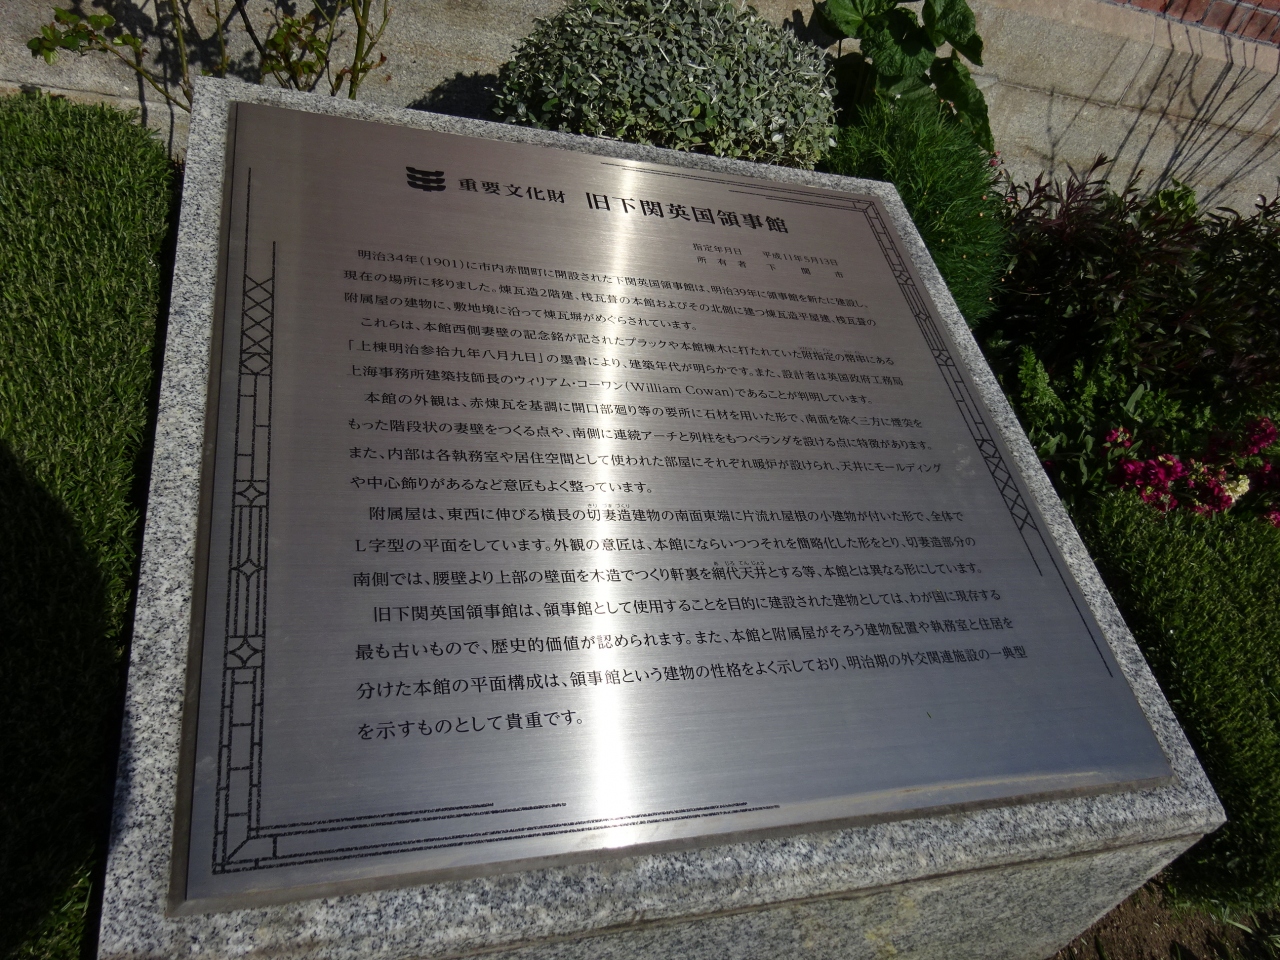 重要文化財 旧下関英国領事館
指定年月日 平成11年5月13日
所有者 下関市
明治34年(1901)に市内赤間町に開設された下関英国領事館は、明治39年に領事館を新たに建設し、
現在の場所に移りました。煉瓦造2階建、桟瓦葺の本館およびその北側に建つ煉瓦造平屋建、桟瓦葺の
附属屋の建物に、敷地境に沿って煉瓦塀がめぐらされています。
これらは、本館西側妻壁の記念銘が記されたプラックや本館棟木に打たれていた附指定の幣串にある
「上棟明治参拾九年八月九日」の墨書により、建築年代が明らかです。また、設計者は英国政府工務局
上海事務所建築技師長のウィリアム・コーワン(William Cowan)であることが判明しています。
本館の外観は、赤煉瓦を基調に開口部廻り等の要所に石材を用いた形で、南面を除く三方に煙突を
もった階段状の妻壁をつくる点や、南側に連続アーチと列柱をもつベランダを設ける点に特徴があります。
また、内部は各執務室や居住空間として使われた部屋にそれぞれ暖炉が設けられ、天井にモールディング
や中心飾りがあるなど意匠もよく整っています。
附属屋は、東西に伸びる横長の切妻造建物の南面東端に片流れ屋根の小建物が付いた形で、全体で
L字型の平面をしています。外観の意匠は、本館にならいつつそれを簡略化した形をとり、切妻造部分の
南側では、腰壁より上部の壁面を木造でつくり軒裏を網代天井とする等、本館とは異なる形にしています。
旧下関英国領事館は、領事館として使用することを目的に建設された建物としては、わが国に現存する
最も古いもので、歴史的価値が認められます。また、本館と附属屋がそろう建物配置や執務室と住居を
分けた本館の平面構成は、領事館という建物の性格をよく示しており、明治期の外交関連施設の一典型
を示すものとして貴重です。